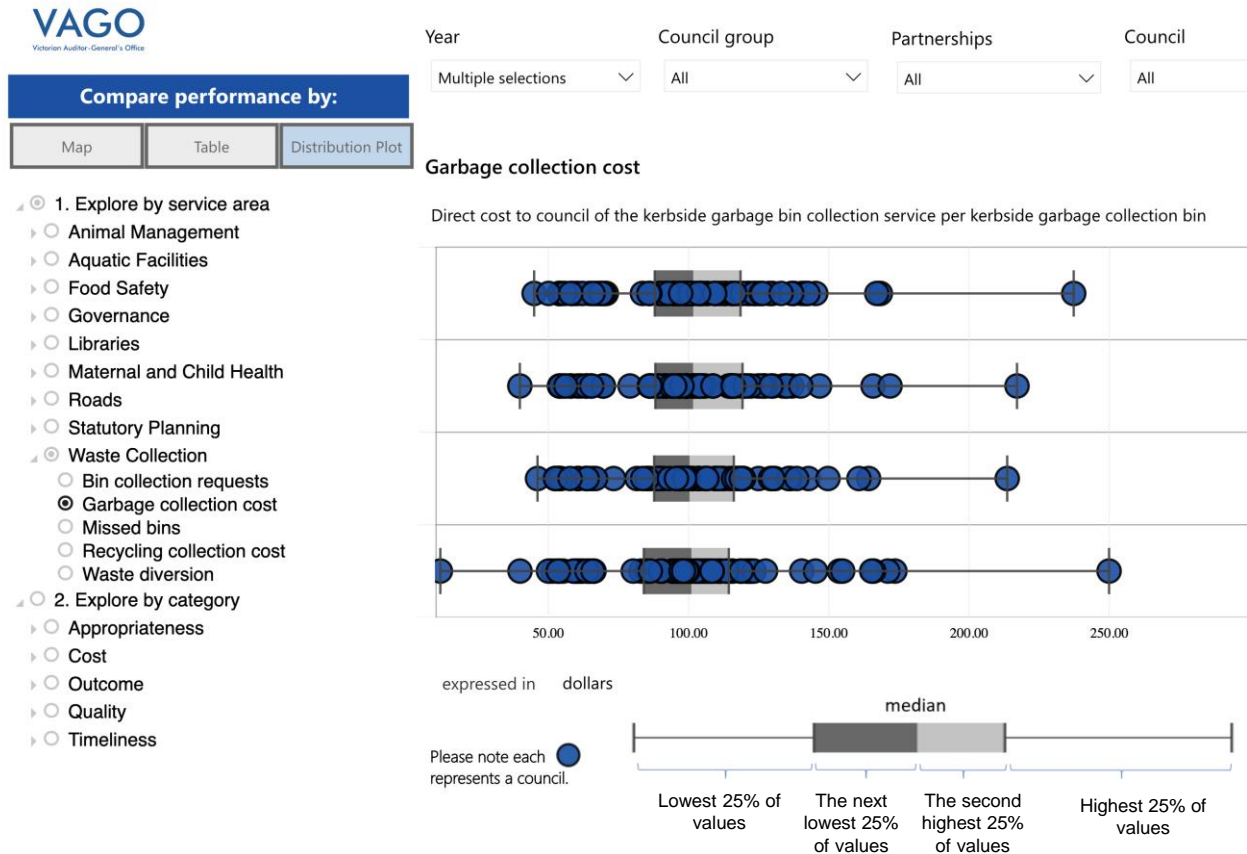 VAGO
Victorian Auditor-General's Office
Compare performance by:
Map
Table
Distribution Plot
1. Explore by service area
Animal Management
Aquatic Facilities
Food Safety
Governance
Libraries
Maternal and Child Health
Roads
Statutory Planning
Waste Collection
Bin collection requests
Garbage collection cost
Missed bins
Recycling collection cost
Waste diversion
2. Explore by category
Appropriateness
Cost
Outcome
Quality
Timeliness
Year
Council group
Partnerships
Council
Multiple selections
All
All
All
Garbage collection cost
Direct cost to council of the kerbside garbage bin collection service per kerbside garbage collection bin
50.00
100.00
150.00
200.00
250.00
expressed in dollars
median
Please note each
represents a council.
Lowest 25% of
values
The next
lowest 25%
of values
The second
highest 25%
of values
Highest 25% of
values